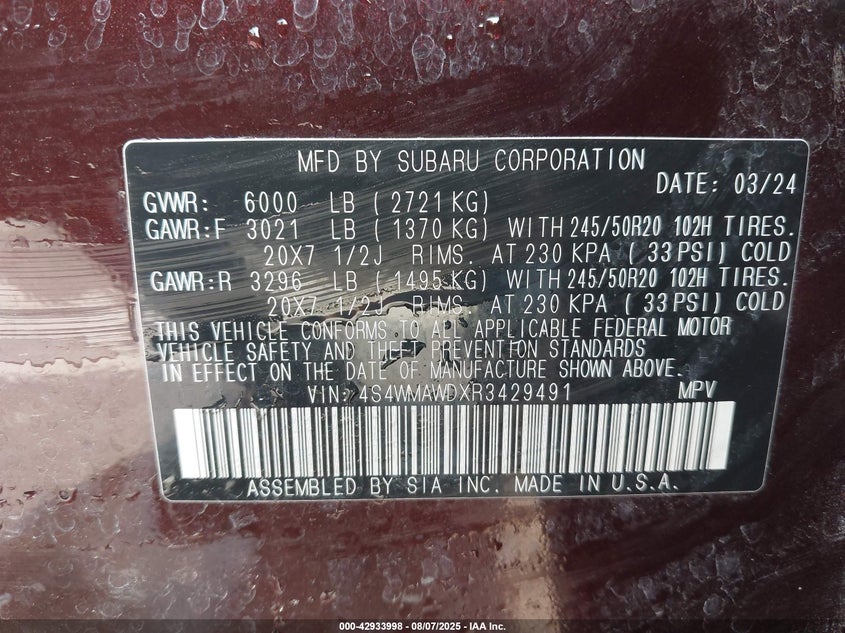 MFD BY SUBARU CORPORATION
DATE: 03/24
GVWR: 6000 LB ( 2721 KG)
GAWR:F 3021 LB ( 1370 KG) WITH 245/50R20 102H TIRES.
20X7 1/2J RIMS. AT 230 KPA ( 33 PSI) COLD
GAWR:R 3296 LB ( 1495 KG) WITH 245/50R20 102H TIRES.
20X7 1/2J RIMS. AT 230 KPA ( 33 PSI) COLD
THIS VEHICLE CONFORMS TO ALL APPLICABLE FEDERAL MOTOR
VEHICLE SAFETY AND THEFT PREVENTION STANDARDS
IN EFFECT ON THE DATE OF MANUFACTURE SHOWN ABOVE.
VIN: 4S4WMAWDXR3429491 MPV
ASSEMBLED BY SIA INC. MADE IN U.S.A.
000-42933998 - 08/07/2025 - IAA Inc.